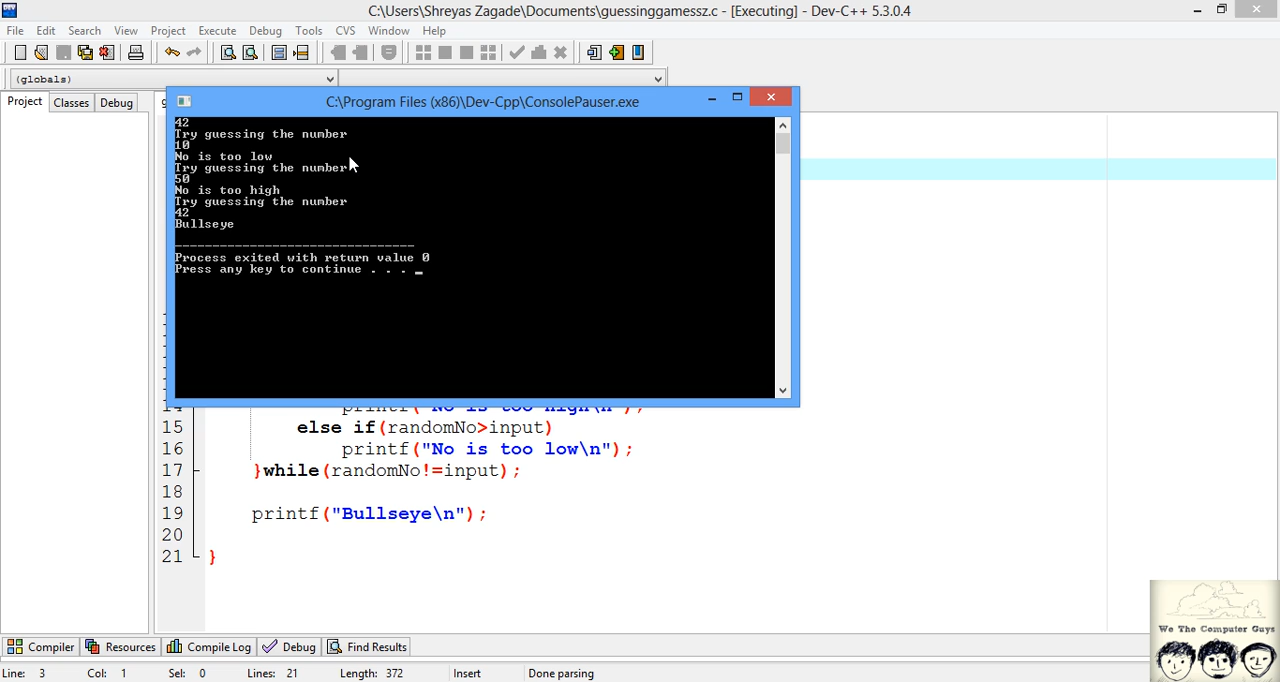 C:\Users\Shreyas Zagade\Documents\guessinggamessz.c - [Executing] - Dev-C++ 5.3.0.4
File Edit Search View Project Execute Debug Tools CVS Window Help
(globals)
Project Classes Debug
C:\Program Files (x86)\Dev-Cpp\ConsolePauser.exe
42
Try guessing the number
10
No is too low
Try guessing the number
50
No is too high
Try guessing the number
42
Bullseye
Process exited with return value 0
Press any key to continue . . .
14 printf("No is too high\n");
15 else if(randomNo>input)
16 printf("No is too low\n");
17 }while(randomNo!=input);
18
19 printf("Bullseye\n");
20
21 }
We The Computer Guys
Compiler Resources Compile Log Debug Find Results
Line: 3 Col: 1 Sel: 0 Lines: 21 Length: 372 Insert Done parsing